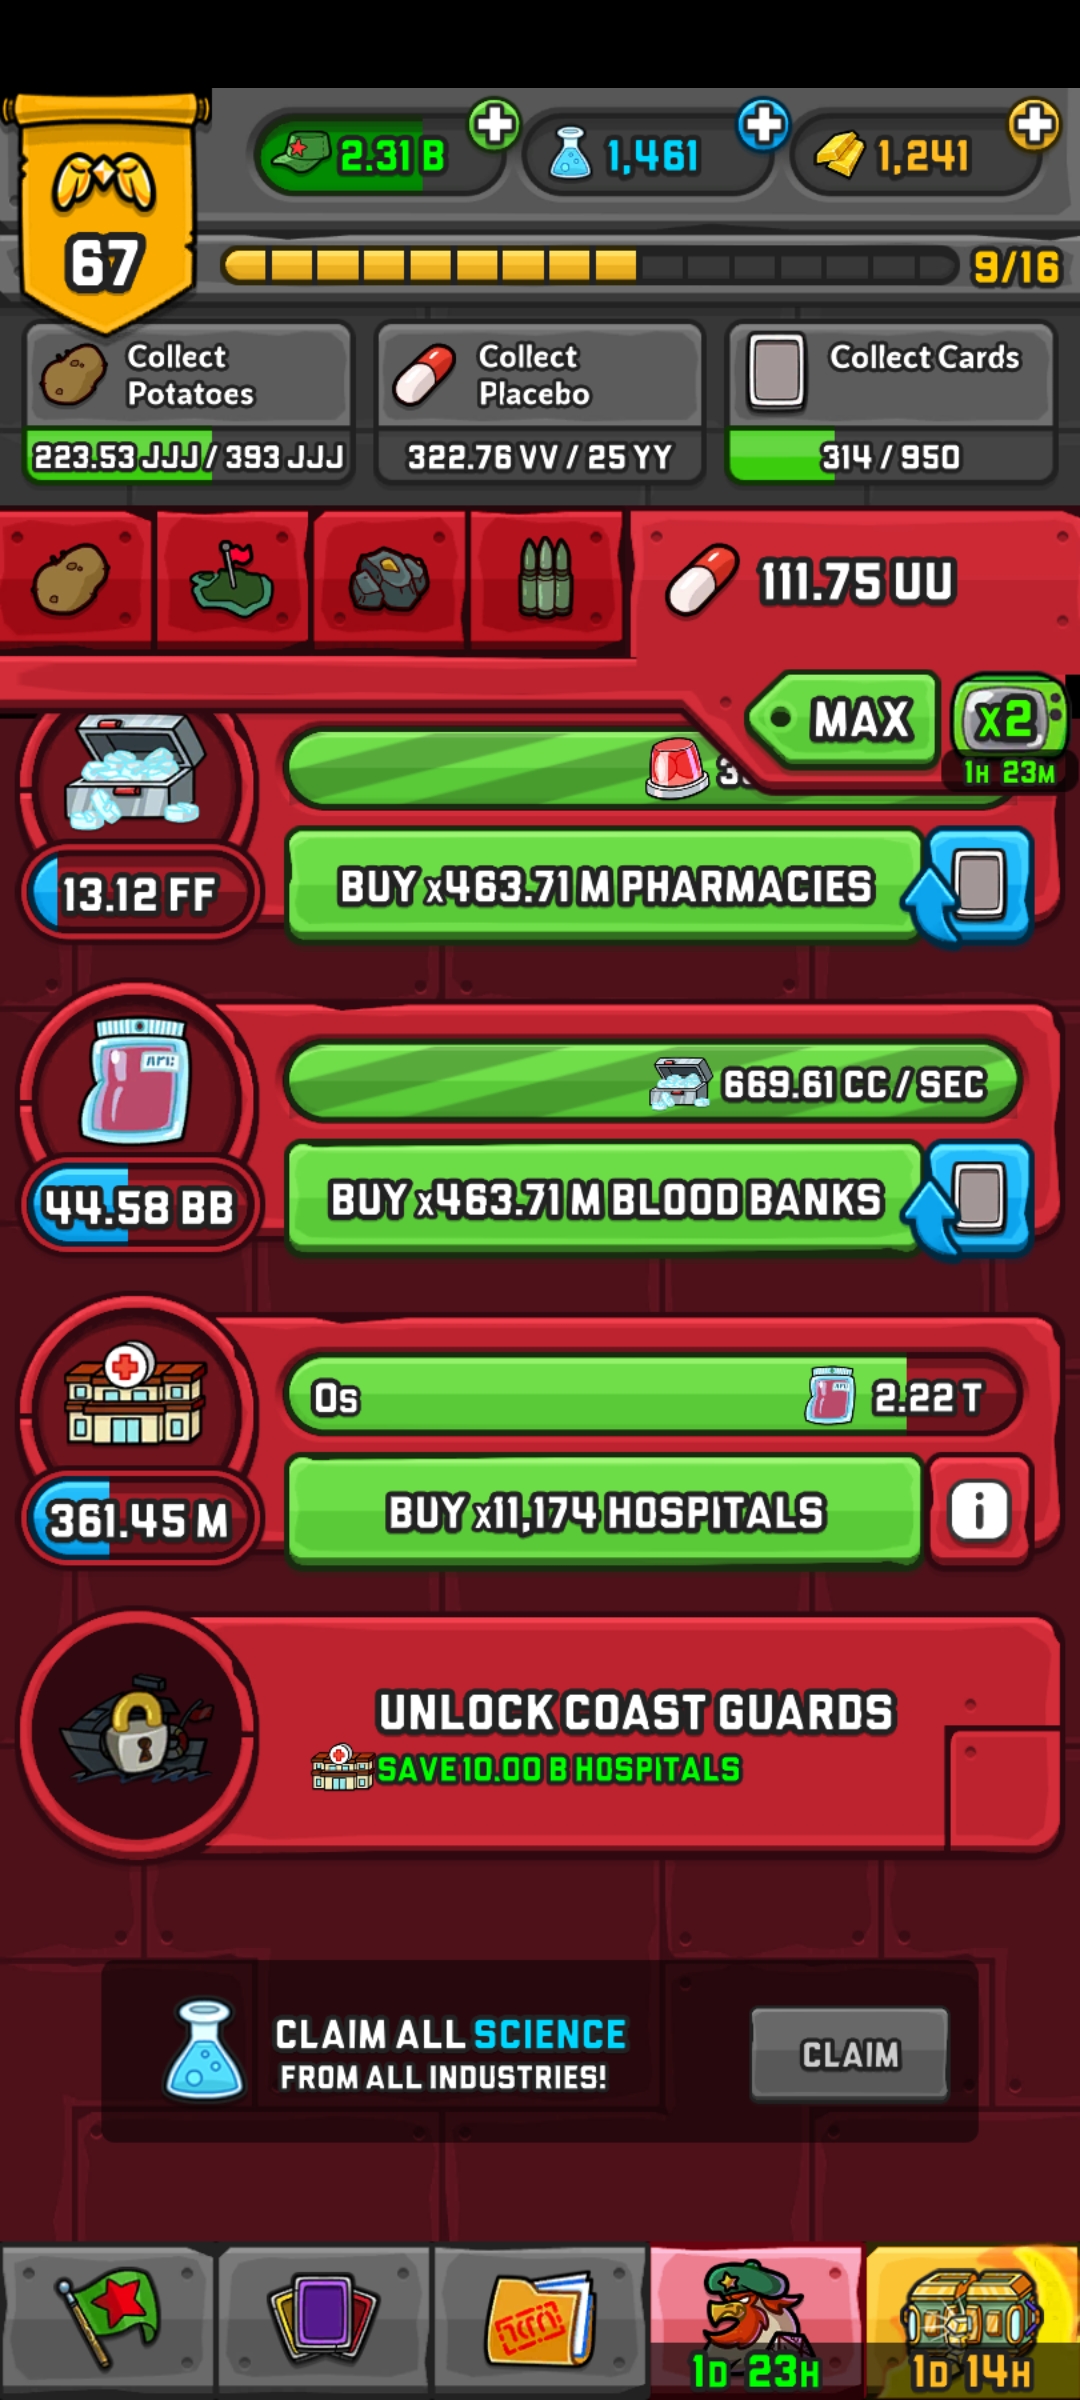 2.31 B
1,461
1,241
67
9/16
Collect
Potatoes
223.53 JJJ / 393 JJJ
Collect
Placebo
322.76 VV / 25 YY
Collect Cards
314 / 950
111.75 UU
MAX
x2
1H 23M
13.12 FF
BUY x463.71 M PHARMACIES
669.61 CC / SEC
44.58 BB
BUY x463.71 M BLOOD BANKS
0s
2.22 T
361.45 M
BUY x11,174 HOSPITALS
i
UNLOCK COAST GUARDS
SAVE 10.00 B HOSPITALS
CLAIM ALL SCIENCE
FROM ALL INDUSTRIES!
CLAIM
1D 23H
1D 14H